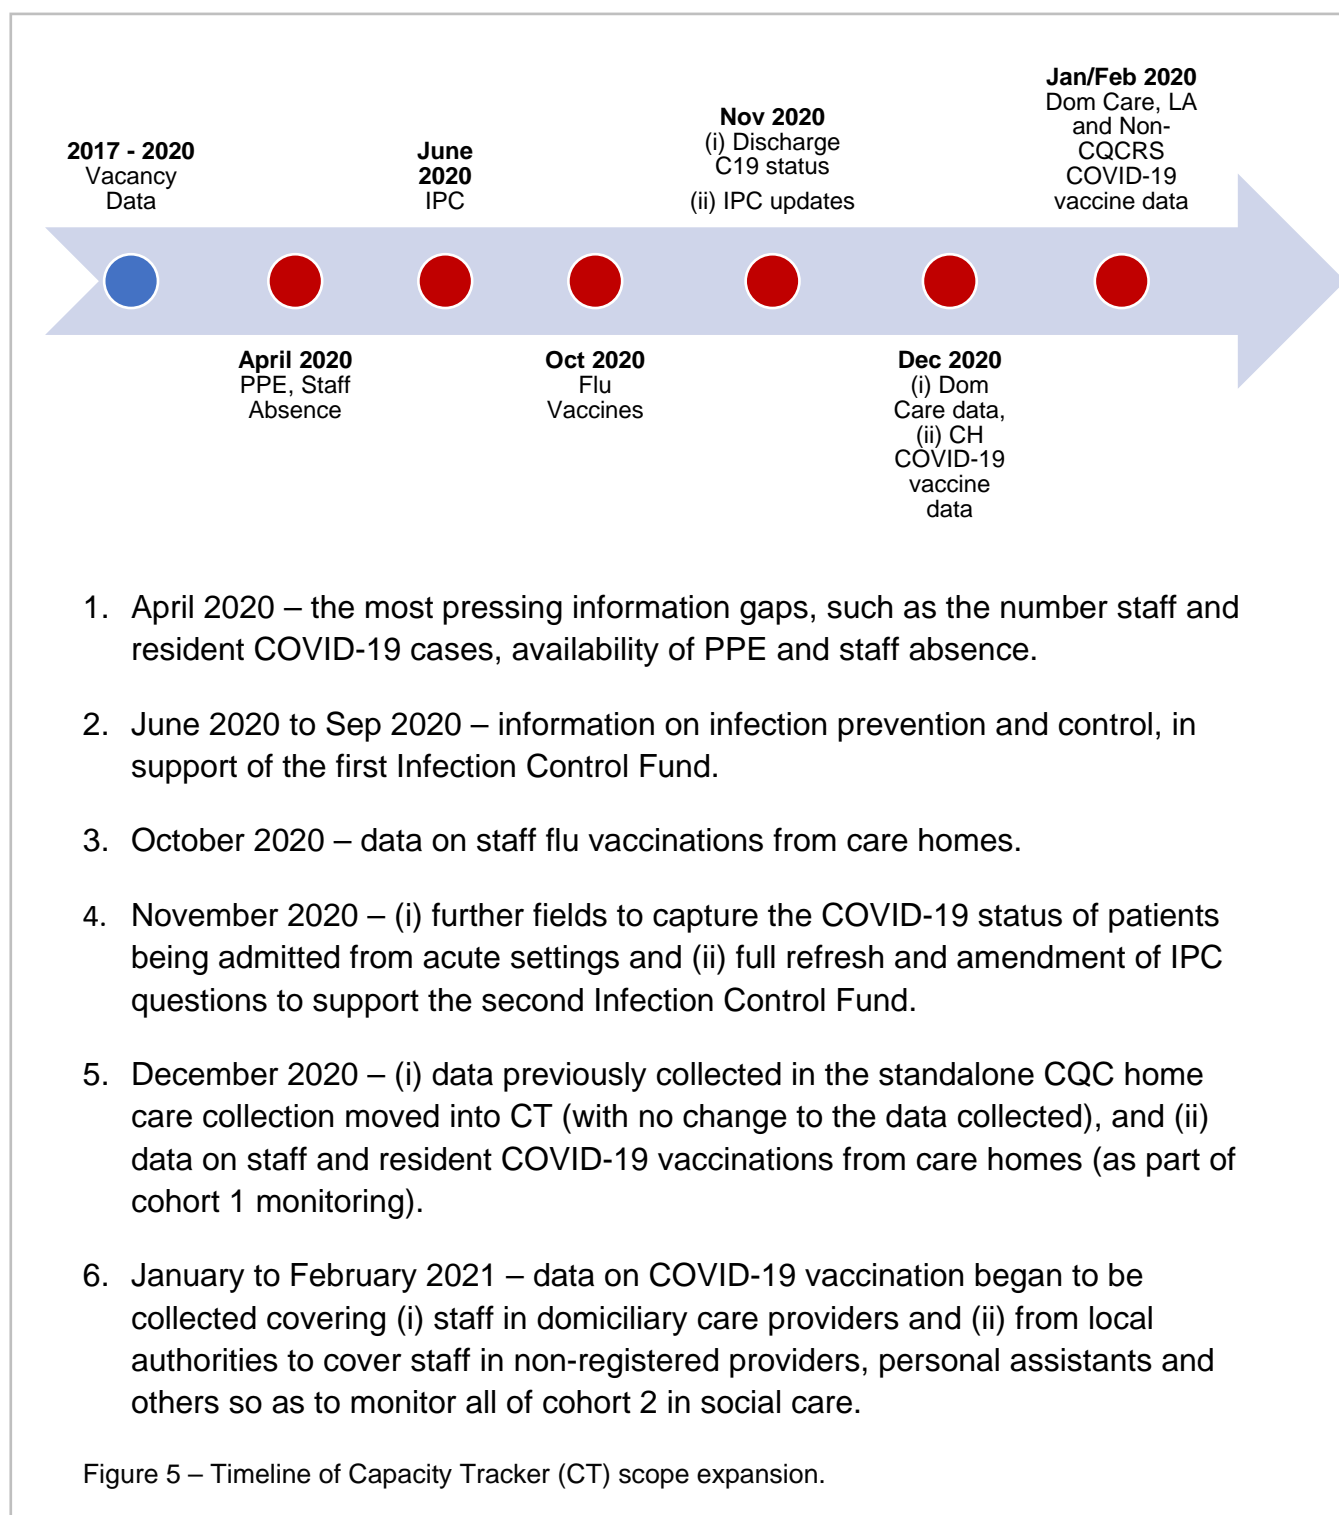 2017 - 2020
Vacancy
Data
April 2020
PPE, Staff
Absence
June
2020
IPC
Oct 2020
Flu
Vaccines
Nov 2020
(i) Discharge
C19 status
(ii) IPC updates
Dec 2020
(i) Dom
Care data,
(ii) CH
COVID-19
vaccine
data
Jan/Feb 2020
Dom Care, LA
and Non-
CQCRS
COVID-19
vaccine data
1. April 2020 – the most pressing information gaps, such as the number staff and
resident COVID-19 cases, availability of PPE and staff absence.
2. June 2020 to Sep 2020 – information on infection prevention and control, in
support of the first Infection Control Fund.
3. October 2020 – data on staff flu vaccinations from care homes.
4. November 2020 – (i) further fields to capture the COVID-19 status of patients
being admitted from acute settings and (ii) full refresh and amendment of IPC
questions to support the second Infection Control Fund.
5. December 2020 – (i) data previously collected in the standalone CQC home
care collection moved into CT (with no change to the data collected), and (ii)
data on staff and resident COVID-19 vaccinations from care homes (as part of
cohort 1 monitoring).
6. January to February 2021 – data on COVID-19 vaccination began to be
collected covering (i) staff in domiciliary care providers and (ii) from local
authorities to cover staff in non-registered providers, personal assistants and
others so as to monitor all of cohort 2 in social care.
Figure 5 – Timeline of Capacity Tracker (CT) scope expansion.